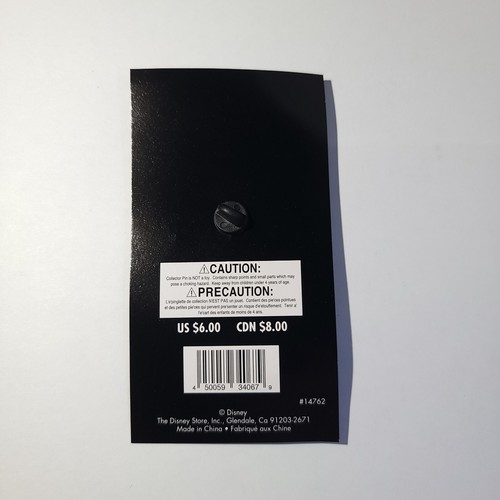 ⚠CAUTION:
Collector Pin is NOT a toy. Contains sharp points and small parts which may
pose a choking hazard. Keep away from children under 4 years of age.
⚠PRECAUTION:
L'épinglette de collection N'EST PAS un jouet. Contient des pièces pointues
et des petites pièces qui peuvent présenter un risque d'étouffement. Tenir à
l'écart des enfants de moins de 4 ans.
US $6.00 CDN $8.00
4 50059 34067 9
#14762
© Disney
The Disney Store, Inc., Glendale, Ca 91203-2671
Made in China • Fabriqué aux Chine